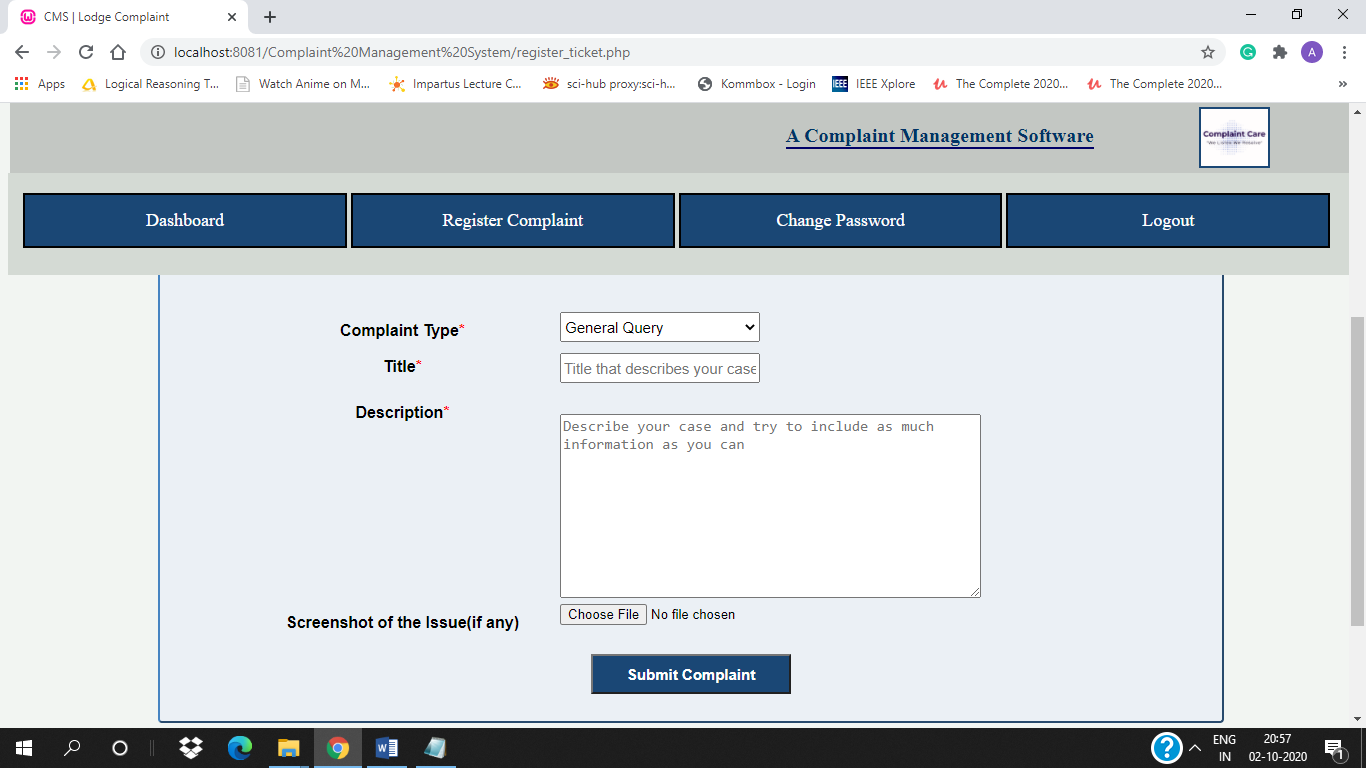 CMS | Lodge Complaint
localhost:8081/Complaint%20Management%20System/register_ticket.php
A
Apps
Logical Reasoning T...
Watch Anime on M...
Impartus Lecture C...
sci-hub proxy:sci-h...
Kommbox - Login
IEEE
IEEE Xplore
The Complete 2020...
The Complete 2020...
»
A Complaint Management Software
Complaint Care
Dashboard
Register Complaint
Change Password
Logout
Complaint Type*
General Query
Title*
Title that describes your case
Description*
Describe your case and try to include as much
information as you can
Screenshot of the Issue(if any)
Choose File No file chosen
Submit Complaint
ENG
IN
20:57
02-10-2020
1